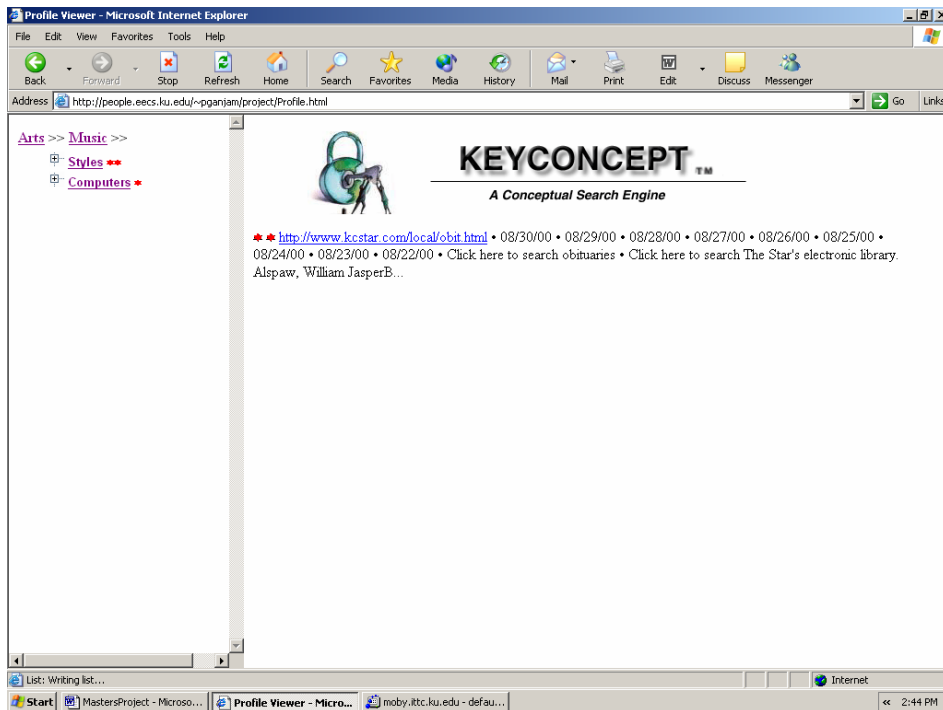 Profile Viewer - Microsoft Internet Explorer
File Edit View Favorites Tools Help
Back Forward Stop Refresh Home Search Favorites Media History Mail Print Edit Discuss Messenger
Address http://people.eecs.ku.edu/~pganjam/project/Profile.html Go Links
Arts >> Music >>
Styles **
Computers *
KEYCONCEPT TM
A Conceptual Search Engine
** http://www.kcstar.com/local/obit.html • 08/30/00 • 08/29/00 • 08/28/00 • 08/27/00 • 08/26/00 • 08/25/00 •
08/24/00 • 08/23/00 • 08/22/00 • Click here to search obituaries • Click here to search The Star's electronic library.
Alspaw, William JasperB...
List: Writing list... Internet
Start MastersProject - Microso... Profile Viewer - Micro... moby.ittc.ku.edu - defau... « 2:44 PM